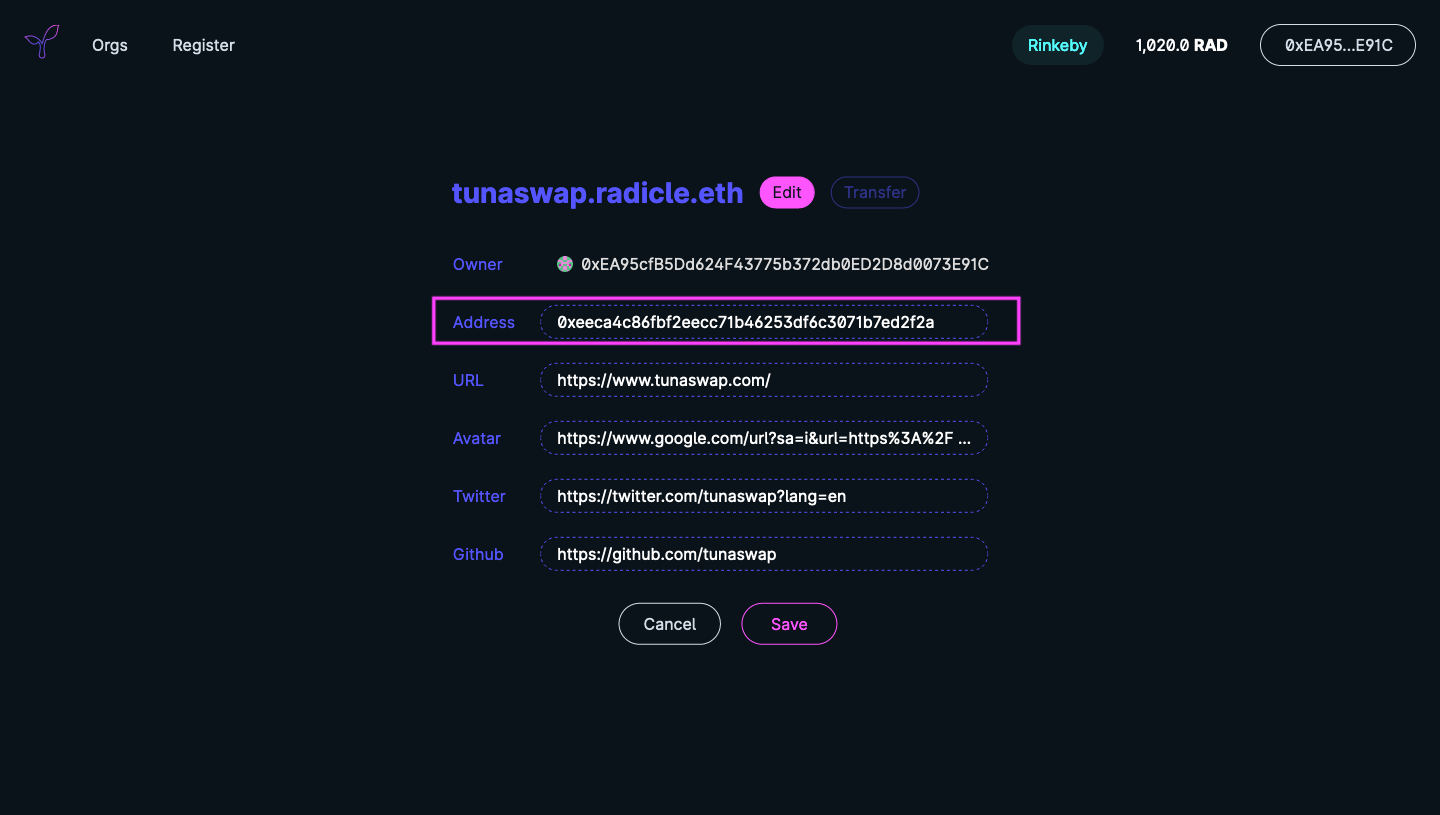 Orgs Register Rinkeby 1,020.0 RAD 0xEA95...E91C
tunaswap.radicle.eth Edit Transfer
Owner 0xEA95cfB5Dd624F43775b372db0ED2D8d0073E91C
Address 0xeeca4c86fbf2eecc71b46253df6c3071b7ed2f2a
URL https://www.tunaswap.com/
Avatar https://www.google.com/url?sa=i&url=https%3A%2F ...
Twitter https://twitter.com/tunaswap?lang=en
Github https://github.com/tunaswap
Cancel Save